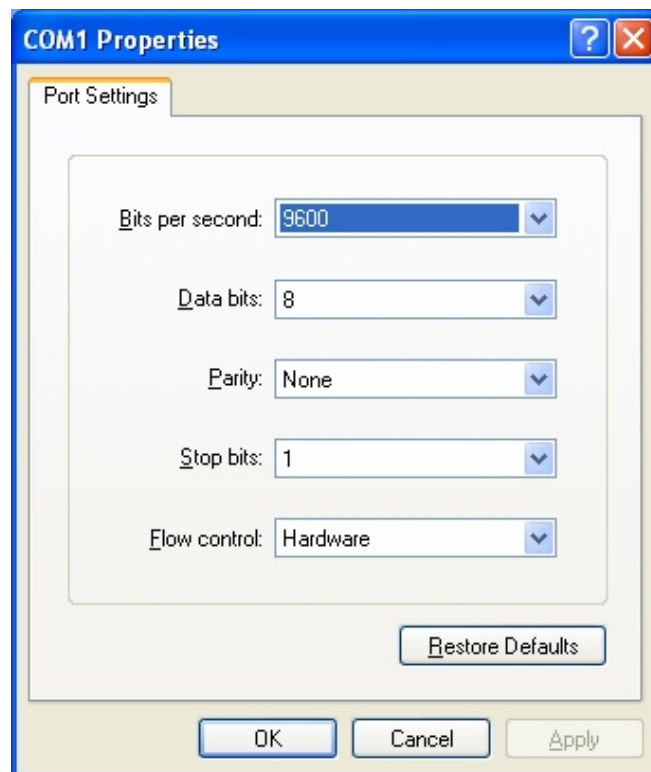 COM1 Properties
Port Settings
Bits per second: 9600
Data bits: 8
Parity: None
Stop bits: 1
Flow control: Hardware
Restore Defaults
OK Cancel Apply